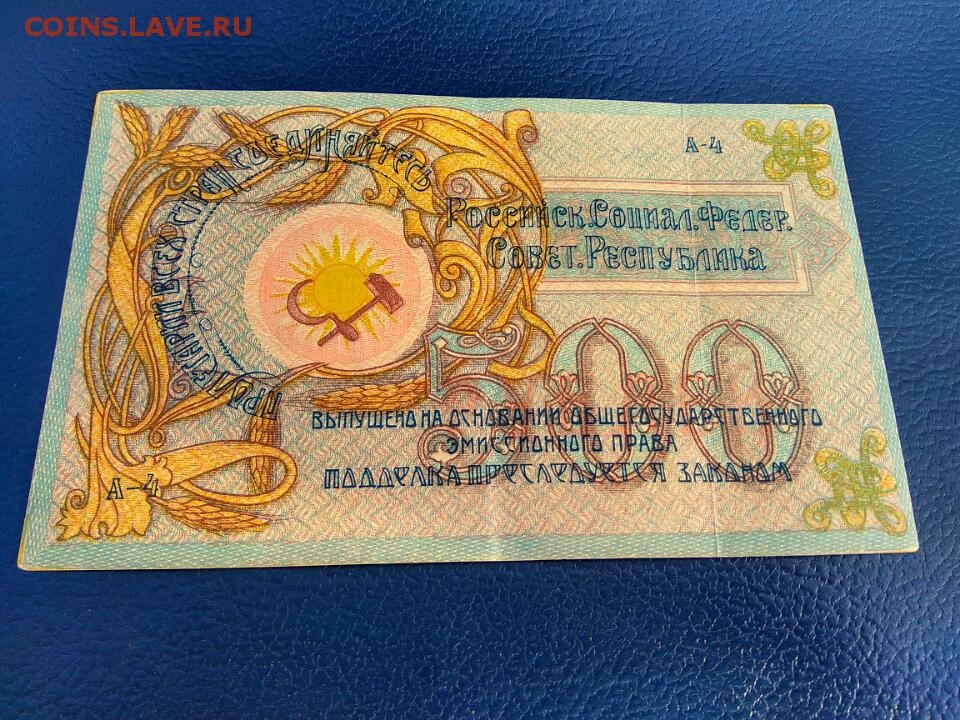 COINS.LAVE.RU
А-4
ПРОЛЕТАРИИ ВСЕХ СТРАН СОЕДИНЯЙТЕСЬ
Российск.Социал.Федер.
Совет.Республика
500
ВЫПУЩЕНО НА ОСНОВАНИИ ОБЩЕГОСУДАРСТВЕННОГО
ЭМИССИОННОГО ПРАВА
ПОДДЕЛКА ПРЕСЛЕДУЕТСЯ ЗАКОНОМ
А-4